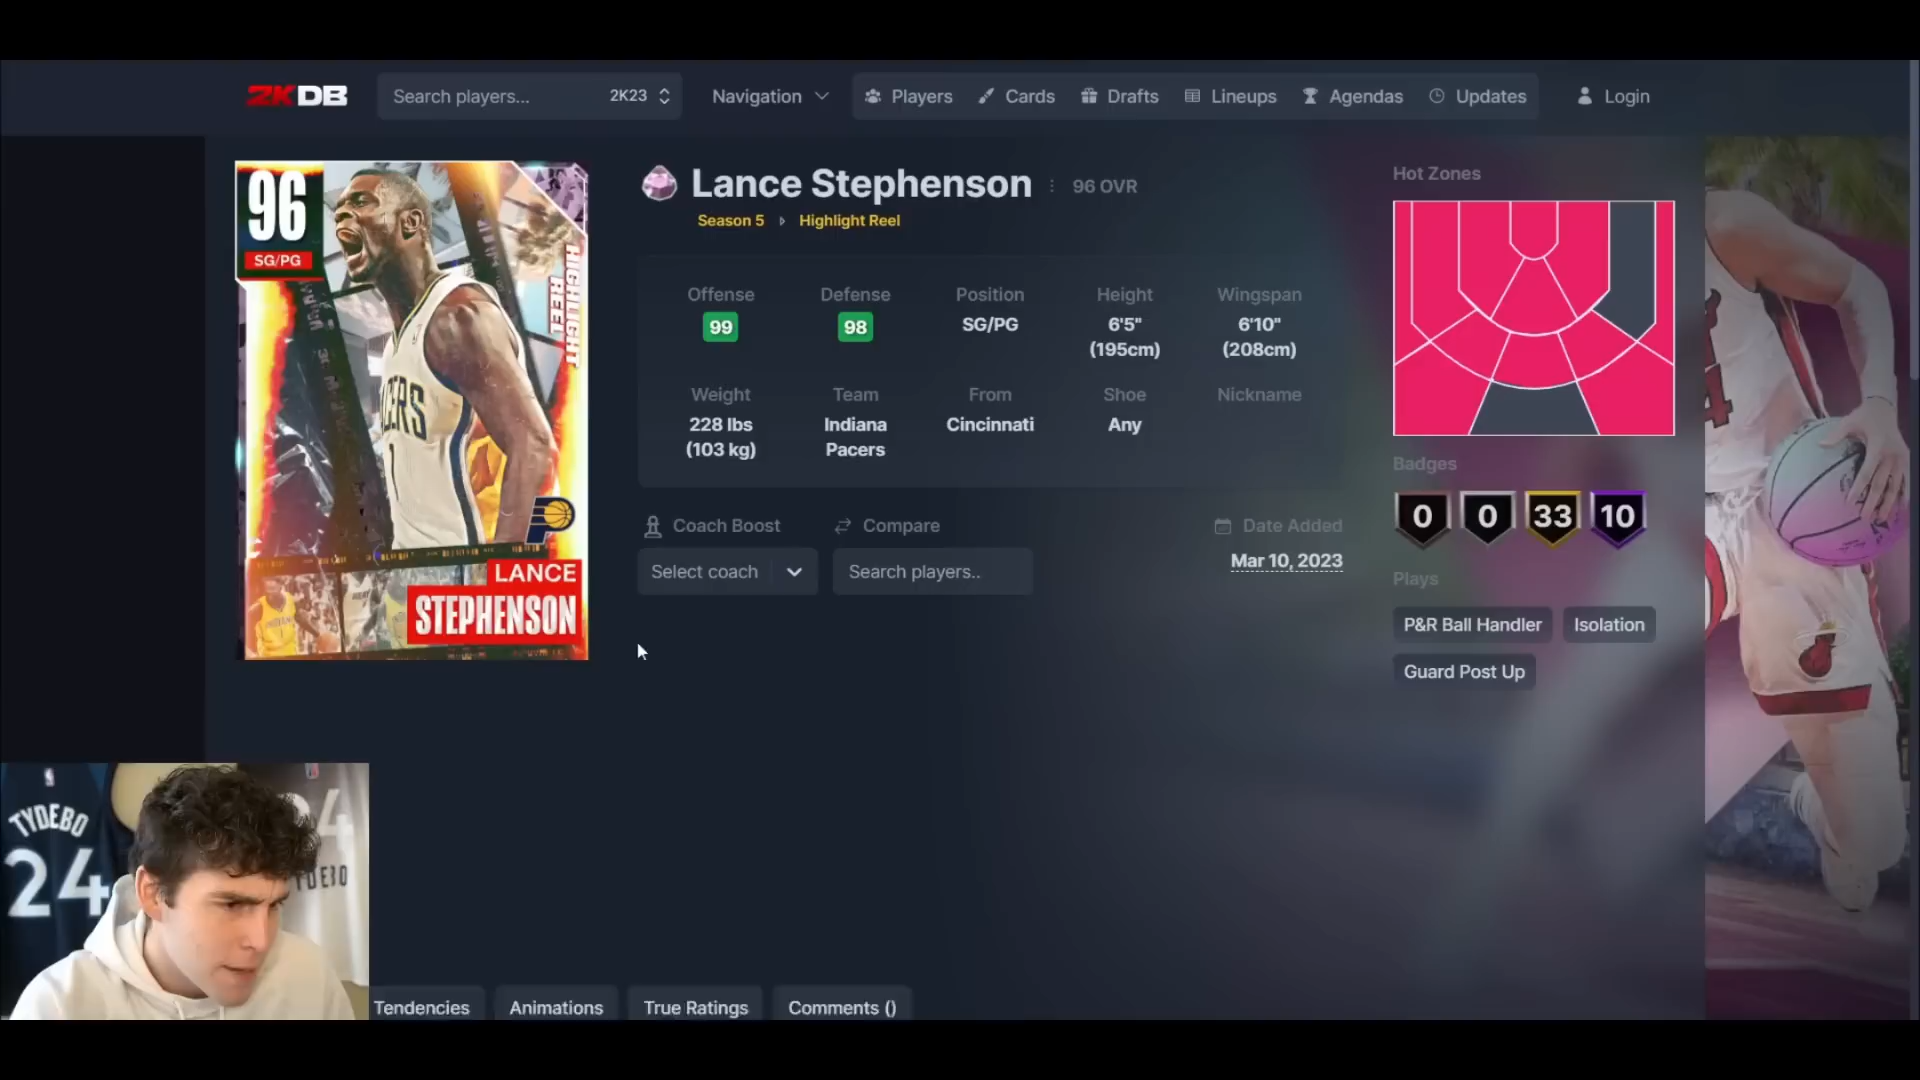 2KDB
Search players...
2K23
Navigation
Players
Cards
Drafts
Lineups
Agendas
Updates
Login
96
SG/PG
HIGHLIGHT
REEL
ACERS
1
LANCE
STEPHENSON
Lance Stephenson
96 OVR
Season 5
Highlight Reel
Offense
99
Defense
98
Position
SG/PG
Height
6'5"
(195cm)
Wingspan
6'10"
(208cm)
Weight
228 lbs
(103 kg)
Team
Indiana
Pacers
From
Cincinnati
Shoe
Any
Nickname
Coach Boost
Select coach
Compare
Search players..
Date Added
Mar 10, 2023
Hot Zones
Badges
0
0
33
10
Plays
P&R Ball Handler
Isolation
Guard Post Up
TYDEBO
24
Tendencies
Animations
True Ratings
Comments ()